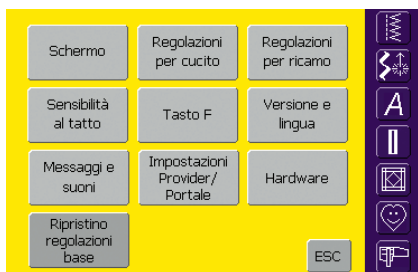 Schermo
Regolazioni
per cucito
Regolazioni
per ricamo
Sensibilità
al tatto
Tasto F
Versione e
lingua
Messaggi e
suoni
Impostazioni
Provider/
Portale
Hardware
Ripristino
regolazioni
base
ESC
A